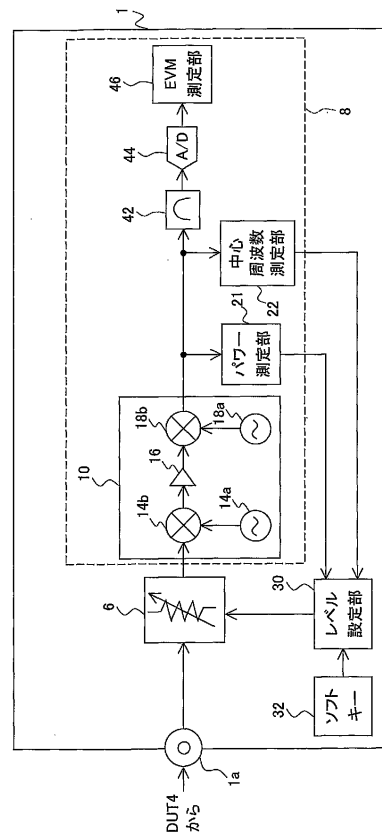 1
8
EVM
測定部
46
A/D
44
42
中心
周波数
測定部
22
パワー
測定部
21
10
18b
18a
16
14b
14a
6
レベル
設定部
30
ソフト
キー
32
1a
DUT4
から